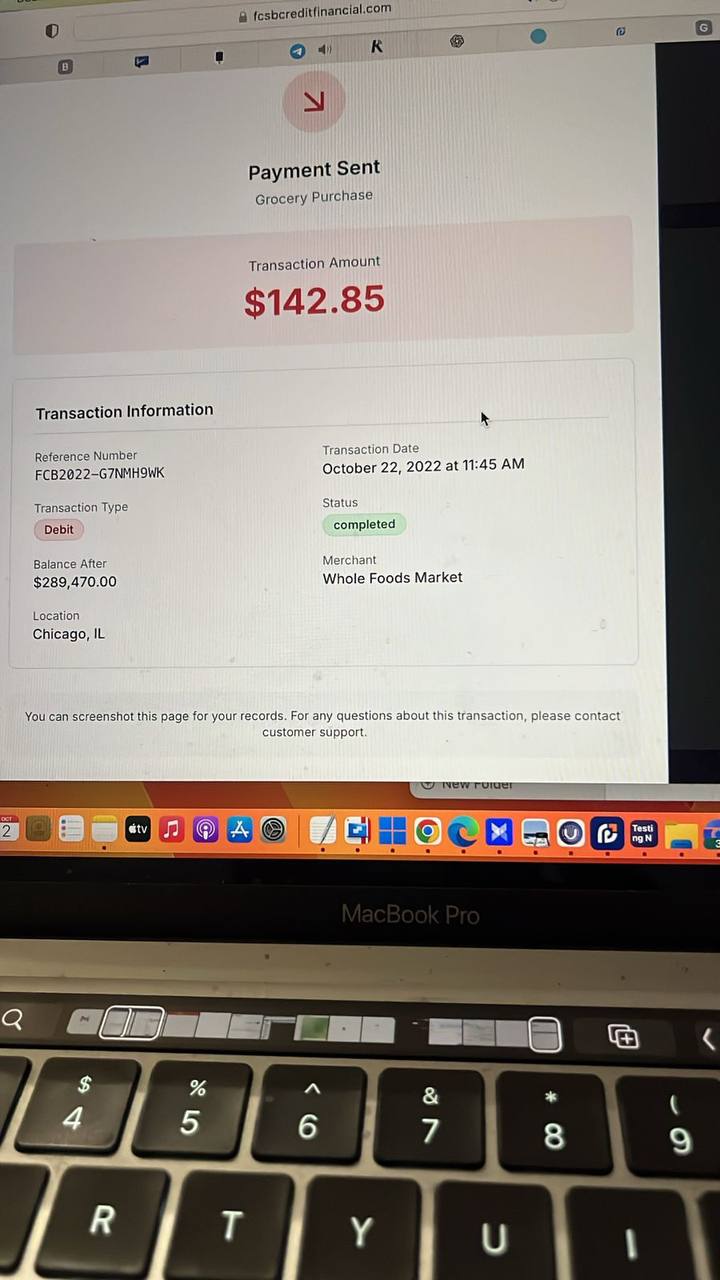 fcsbcreditfinancial.com
B
K
G
Payment Sent
Grocery Purchase
Transaction Amount
$142.85
Transaction Information
Reference Number
FCB2022-G7NMH9WK
Transaction Date
October 22, 2022 at 11:45 AM
Transaction Type
Debit
Status
completed
Balance After
$289,470.00
Merchant
Whole Foods Market
Location
Chicago, IL
You can screenshot this page for your records. For any questions about this transaction, please contact
customer support.
New Folder
OCT
2
tv
Testi
ng N
3
MacBook Pro
$ % ^ & * (
4 5 6 7 8 9
R T Y U I